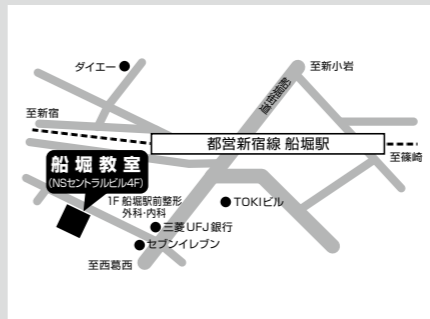 ダイエー
至新小岩
船堀街道
至新宿
都営新宿線 船堀駅
至篠崎
船堀教室
(NSセントラルビル4F)
1F 船堀駅前整形
外科・内科
TOKIビル
三菱UFJ銀行
セブンイレブン
至西葛西